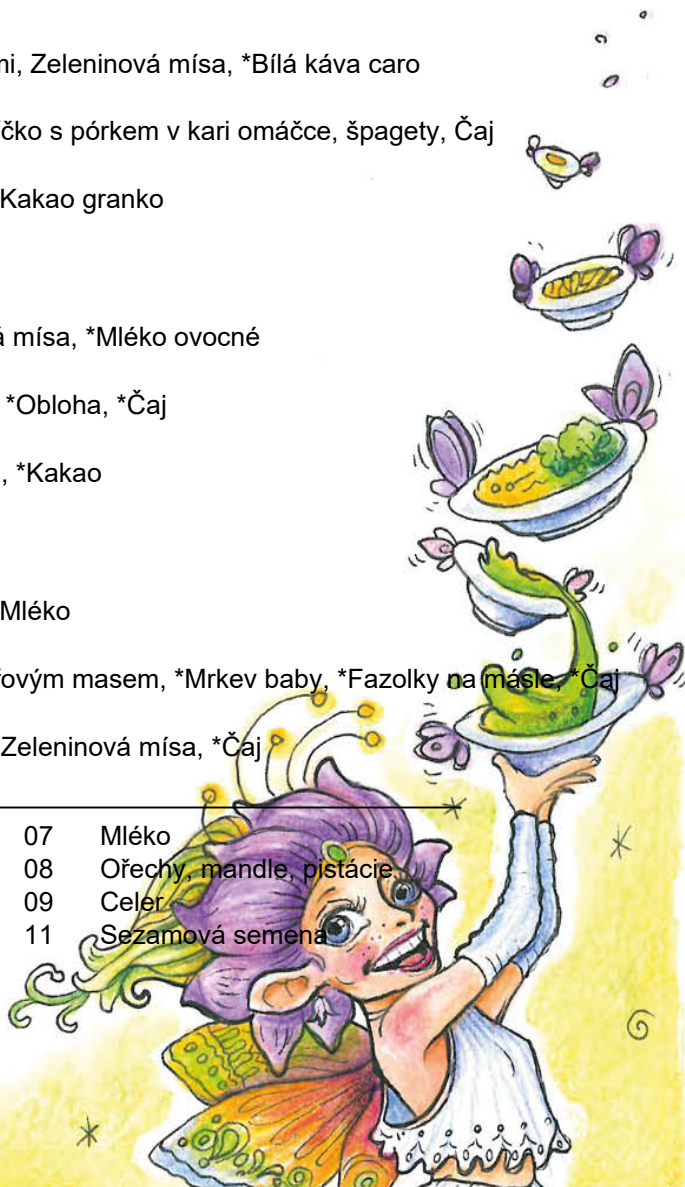 ni, Zeleninová mísa, *Bílá káva caro
čko s pórkem v kari omáčce, špagety, Čaj
Kakao granko
á mísa, *Mléko ovocné
*Obloha, *Čaj
, *Kakao
Mléko
ťovým masem, *Mrkev baby, *Fazolky na másle, *Čaj
Zeleninová mísa, *Čaj
07 Mléko
08 Ořechy, mandle, pistácie
09 Celer
11 Sezamová semena